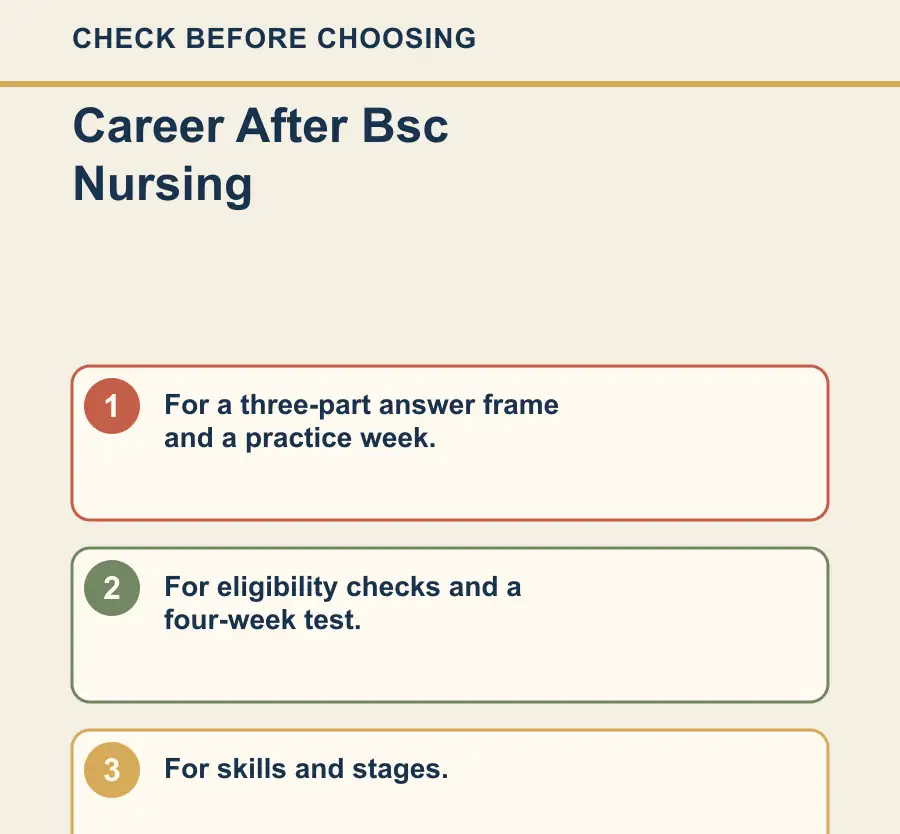 CHECK BEFORE CHOOSING
Career After Bsc
Nursing
1
For a three-part answer frame
and a practice week.
2
For eligibility checks and a
four-week test.
3
For skills and stages.